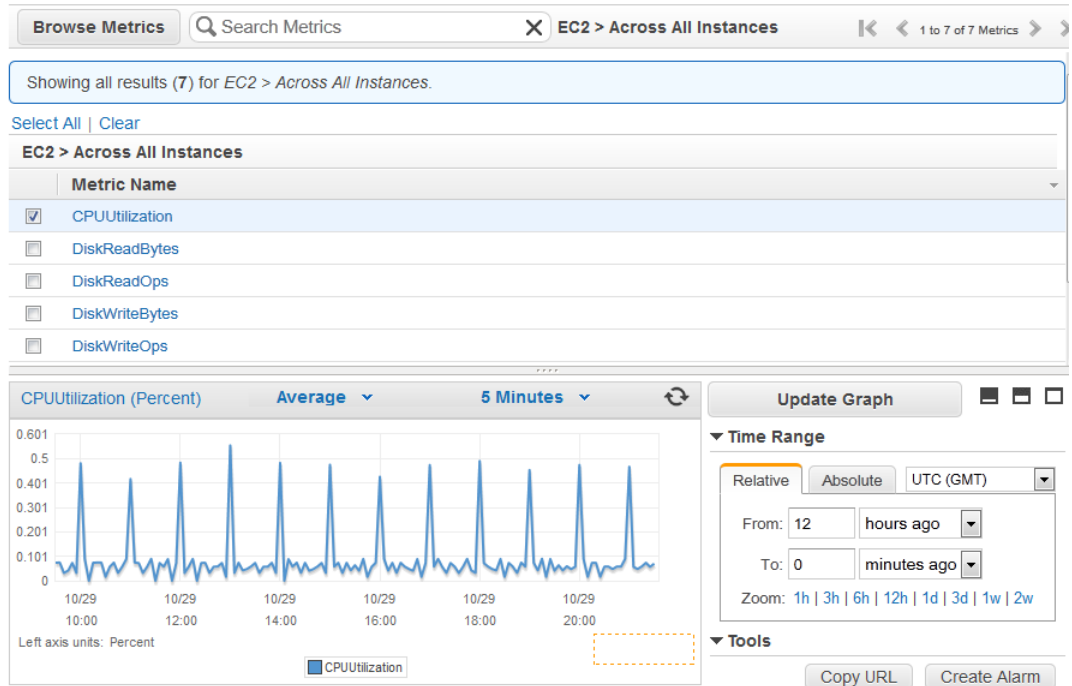 Browse Metrics Search Metrics X EC2 > Across All Instances 1 to 7 of 7 Metrics
Showing all results (7) for EC2 > Across All Instances.
Select All | Clear
EC2 > Across All Instances
Metric Name
CPUUtilization
DiskReadBytes
DiskReadOps
DiskWriteBytes
DiskWriteOps
CPUUtilization (Percent) Average 5 Minutes
0.601
0.5
0.401
0.301
0.201
0.101
0
10/29 10/29 10/29 10/29 10/29 10/29
10:00 12:00 14:00 16:00 18:00 20:00
Left axis units: Percent
CPUUtilization
Update Graph
Time Range
Relative Absolute UTC (GMT)
From: 12 hours ago
To: 0 minutes ago
Zoom: 1h | 3h | 6h | 12h | 1d | 3d | 1w | 2w
Tools
Copy URL Create Alarm